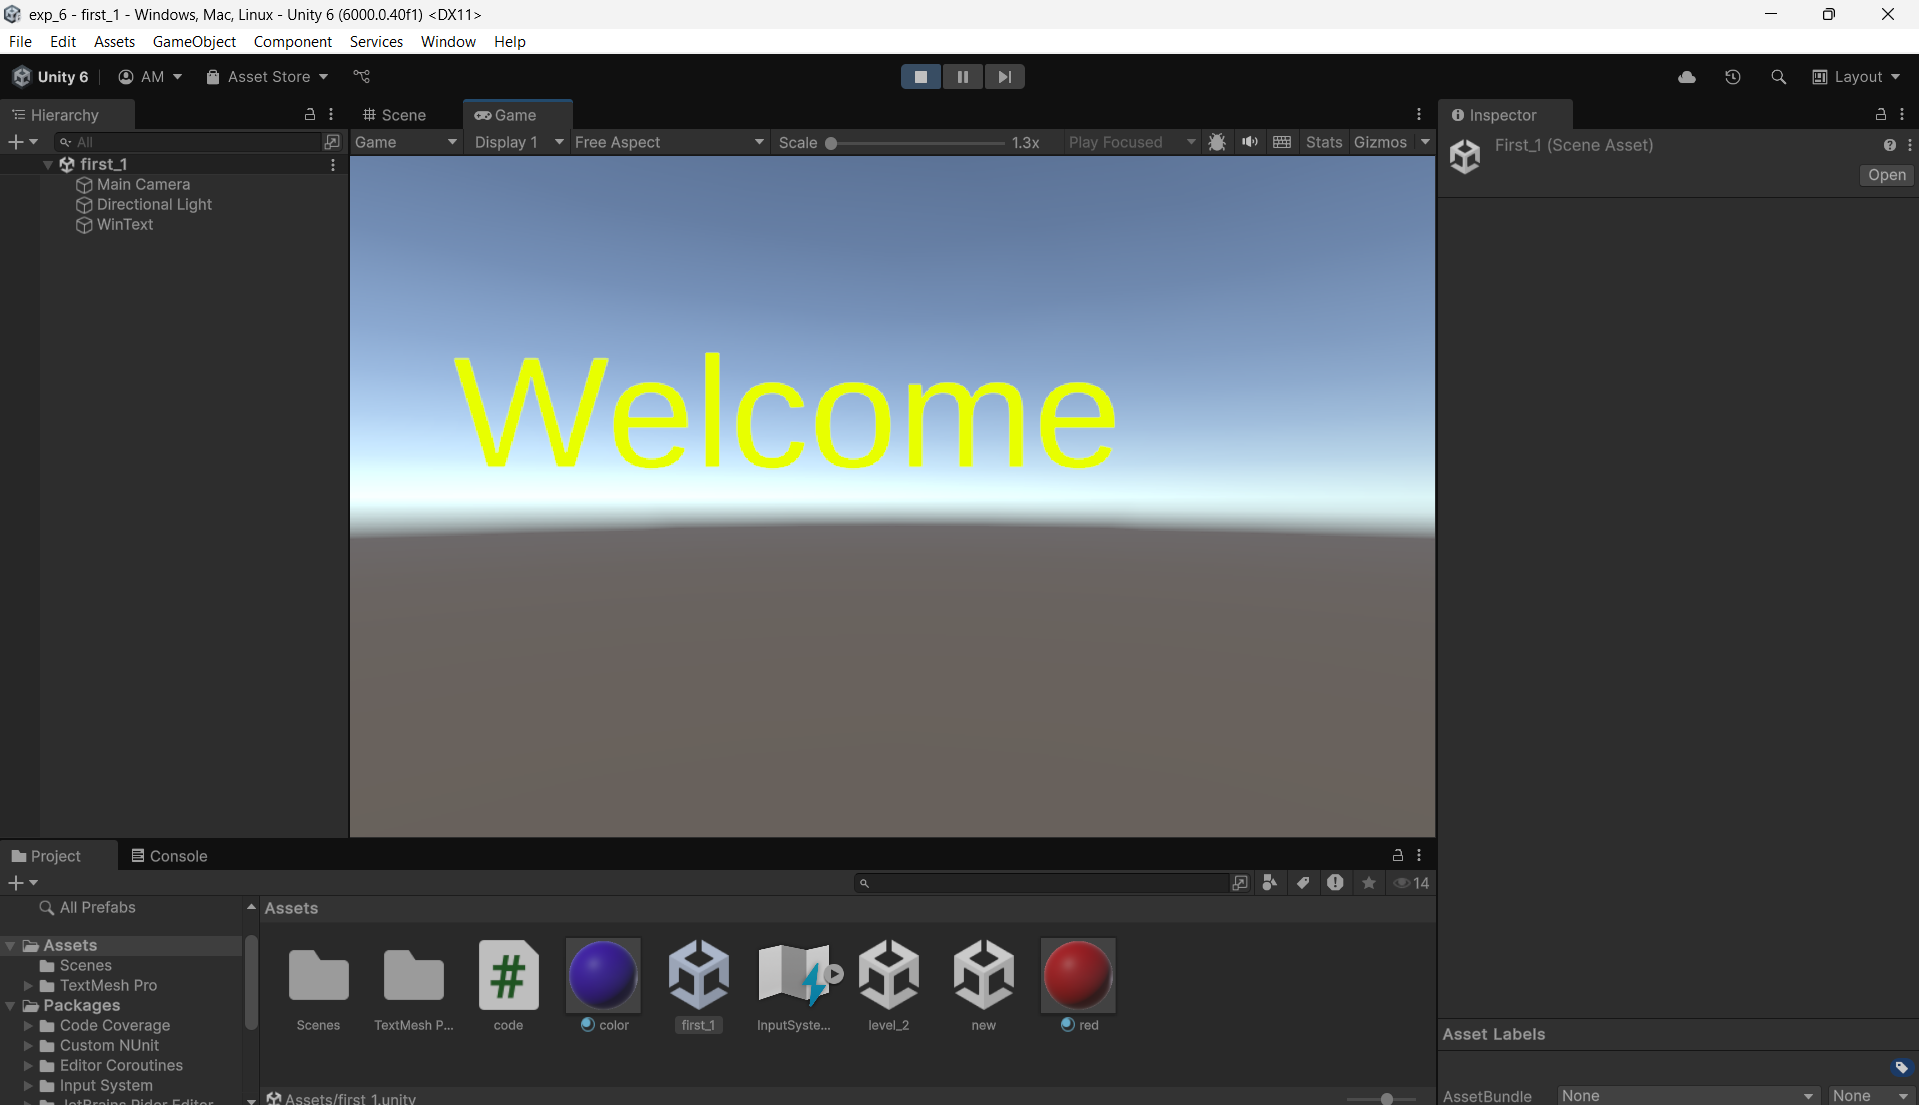 exp_6 - first_1 - Windows, Mac, Linux - Unity 6 (6000.0.40f1) <DX11>
File Edit Assets GameObject Component Services Window Help
Unity 6 AM Asset Store Layout
Hierarchy Scene Game Inspector
All Game Display 1 Free Aspect Scale 1.3x Play Focused Stats Gizmos
First_1 (Scene Asset)
Open
first_1
Main Camera
Directional Light
WinText
Welcome
Project Console
14
All Prefabs
Assets
Assets
Scenes
TextMesh Pro
Packages
Code Coverage
Custom NUnit
Editor Coroutines
Input System
JetBrains Rider Editor
Scenes TextMesh P... code color first_1 InputSyste... level_2 new red
Assets/first_1.unity
Asset Labels
AssetBundle None None